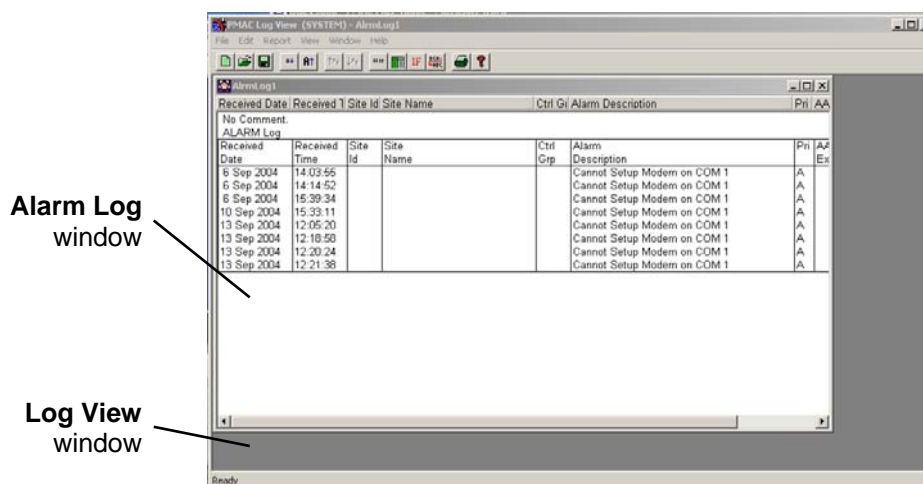 PMAC Log View (SYSTEM) - AlrmLog1
File Edit Report View Window Help
AlrmLog1
Received Date Received T Site Id Site Name Ctrl Gr Alarm Description Pri AA
No Comment.
ALARM Log
Received Received Site Site Ctrl Alarm Pri AA
Date Time Id Name Grp Description Ex
6 Sep 2004 14:03:56 Cannot Setup Modem on COM 1 A
6 Sep 2004 14:14:52 Cannot Setup Modem on COM 1 A
6 Sep 2004 15:39:34 Cannot Setup Modem on COM 1 A
10 Sep 2004 15:33:11 Cannot Setup Modem on COM 1 A
13 Sep 2004 12:05:20 Cannot Setup Modem on COM 1 A
13 Sep 2004 12:18:58 Cannot Setup Modem on COM 1 A
13 Sep 2004 12:20:24 Cannot Setup Modem on COM 1 A
13 Sep 2004 12:21:38 Cannot Setup Modem on COM 1 A
Alarm Log
window
Log View
window
Ready